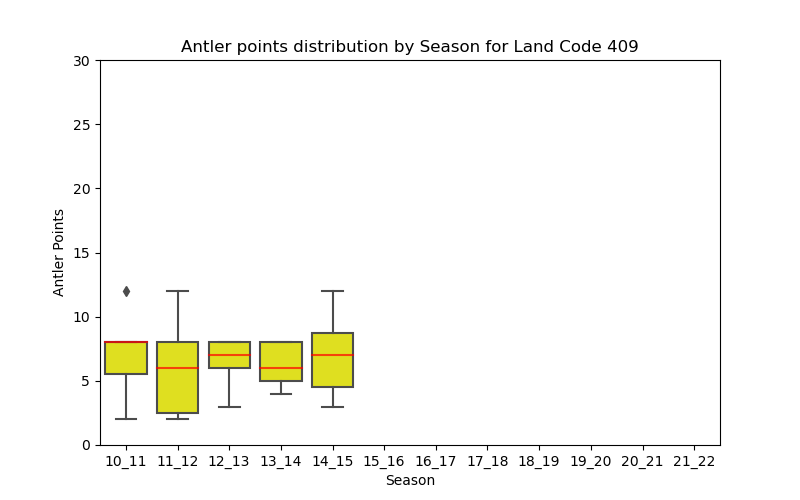 Antler points distribution by Season for Land Code 409
Antler Points
30
25
20
15
10
5
0
10_11 11_12 12_13 13_14 14_15 15_16 16_17 17_18 18_19 19_20 20_21 21_22
Season